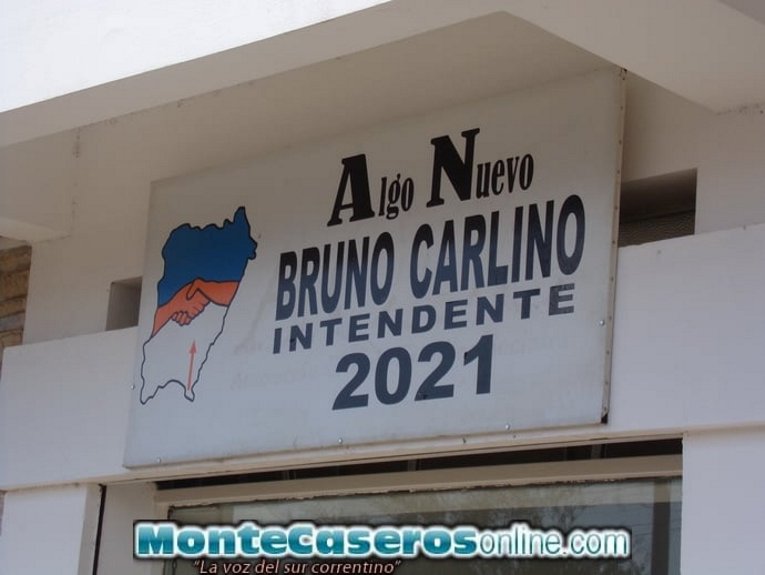 Algo Nuevo
BRUNO CARLINO
INTENDENTE
2021
MonteCaserosonline.com
"La voz del sur correntino"